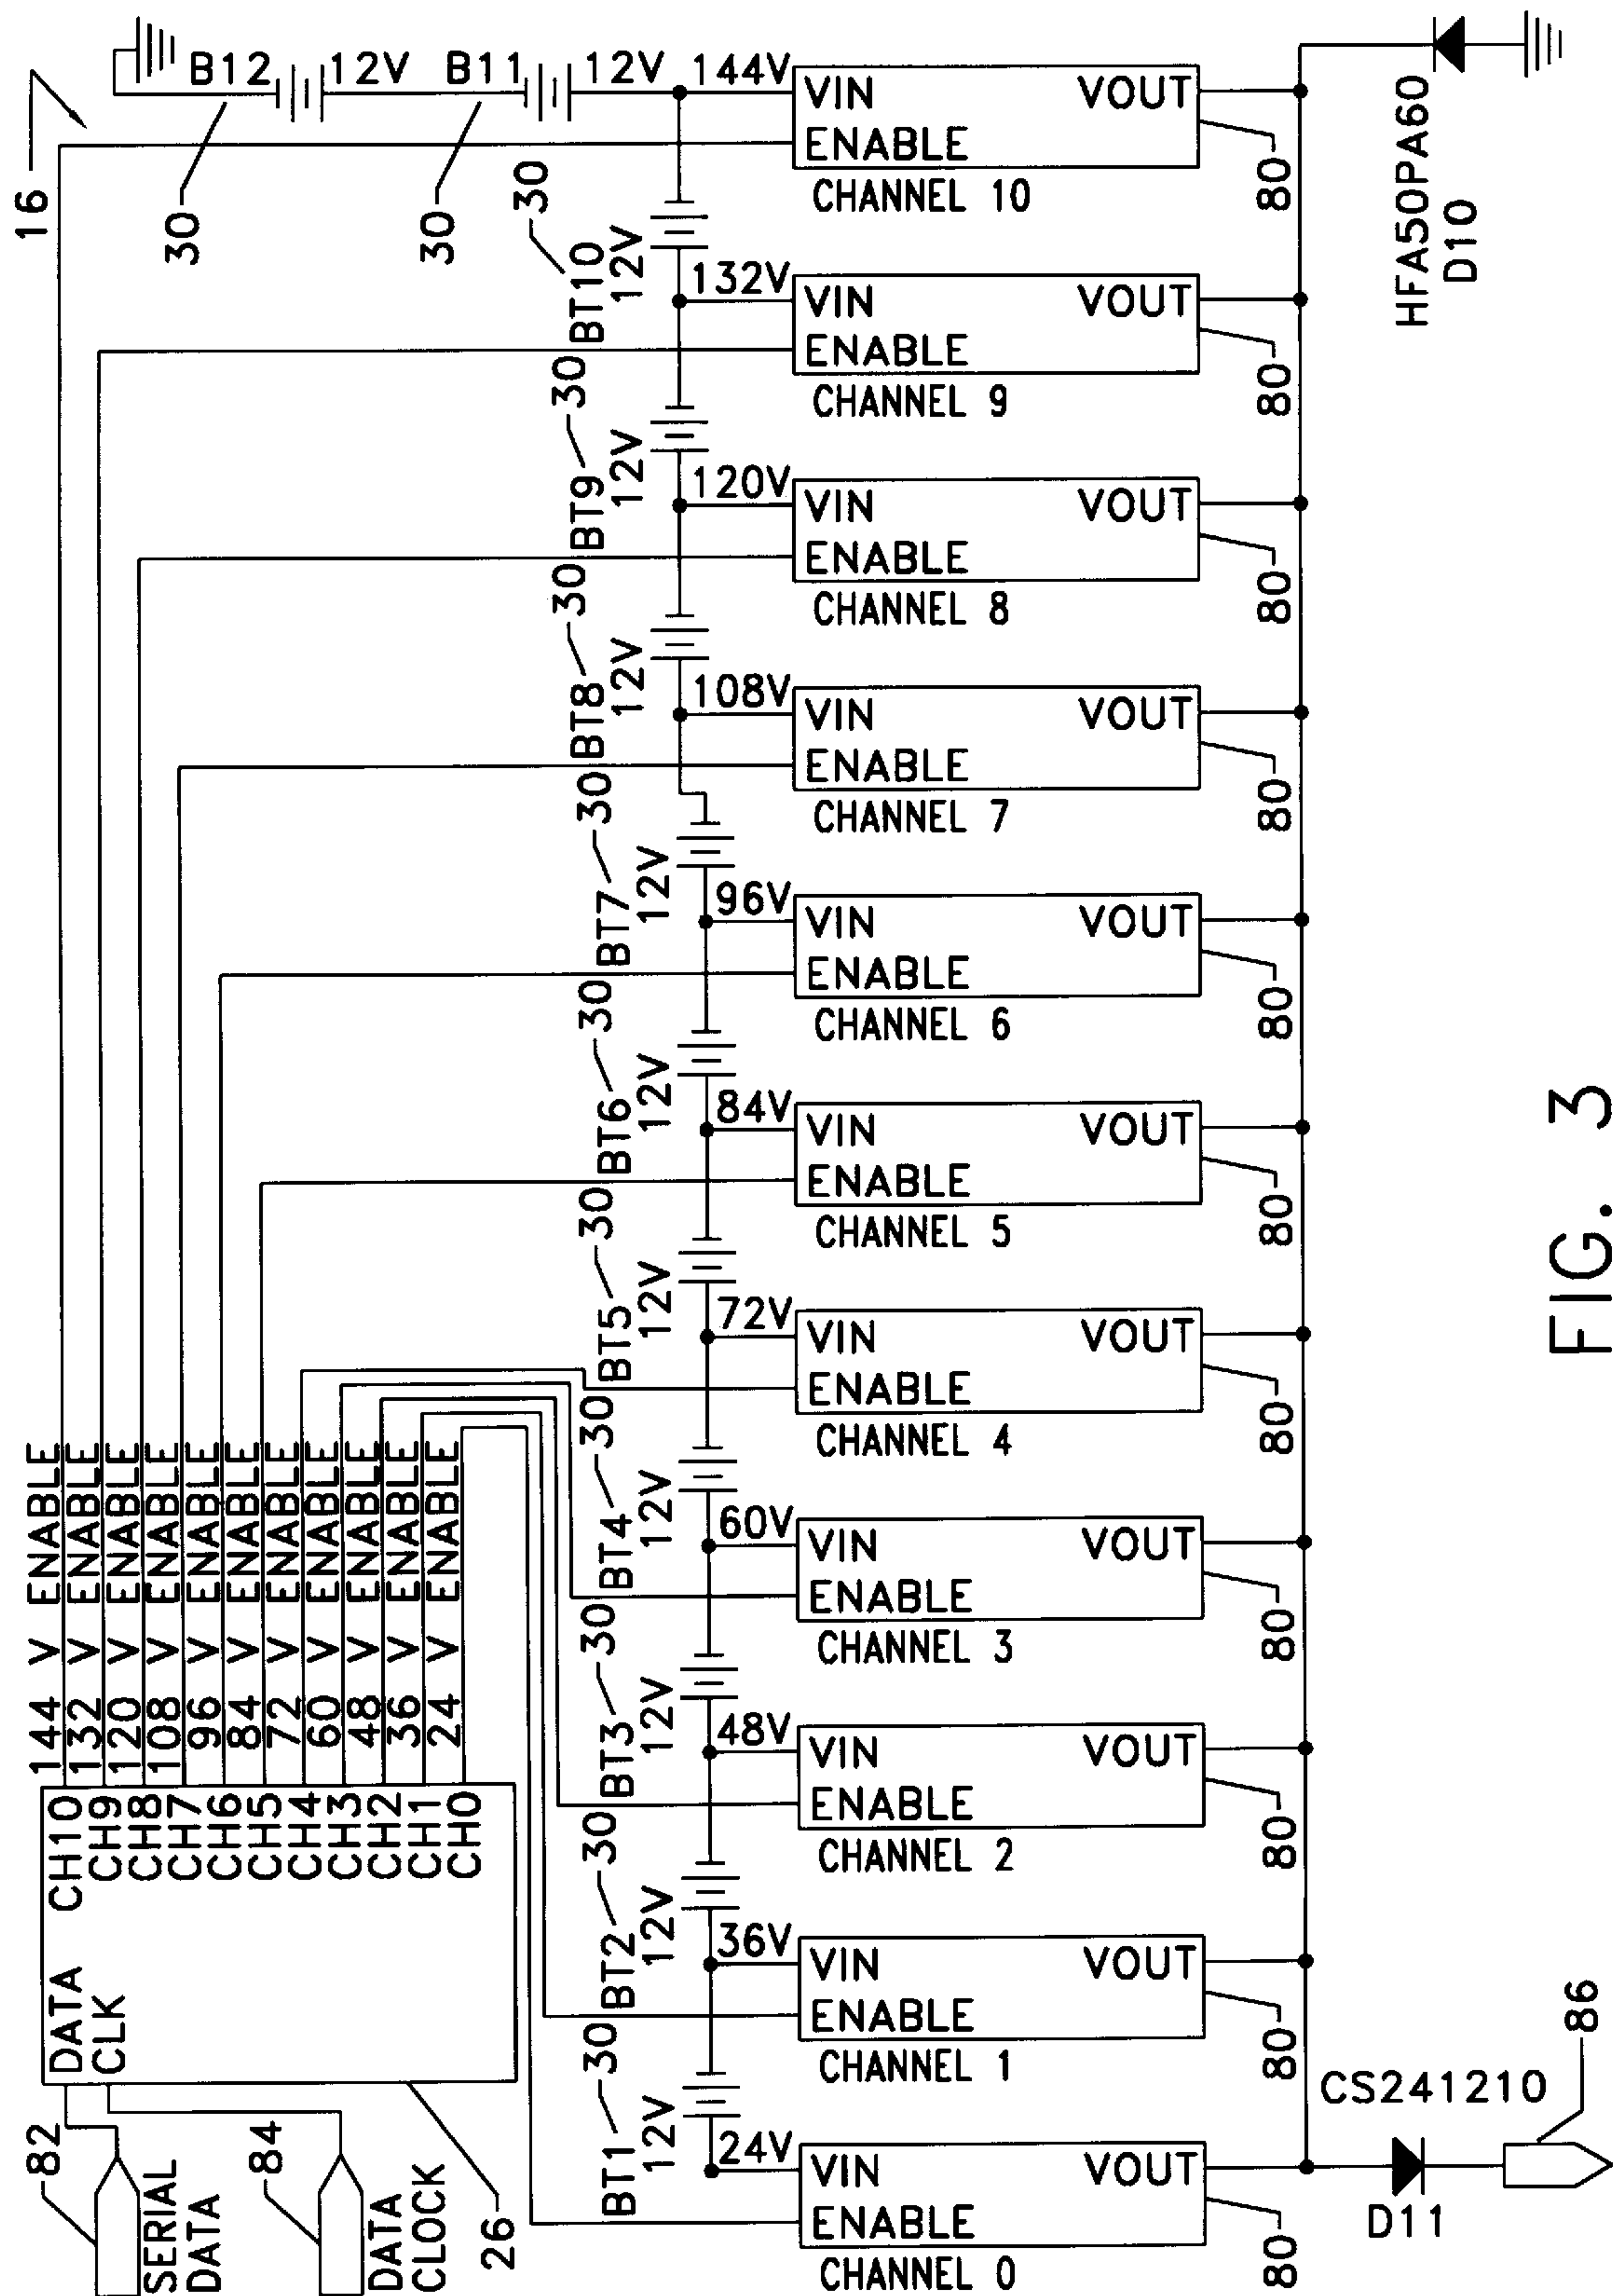 16
30
B12
12V
30
B11
12V
144V
VIN
VOUT
ENABLE
CHANNEL 10
80
HFA50PA60
D10
30
BT10
12V
132V
VIN
VOUT
ENABLE
CHANNEL 9
80
30
BT9
12V
120V
VIN
VOUT
ENABLE
CHANNEL 8
80
30
BT8
12V
108V
VIN
VOUT
ENABLE
CHANNEL 7
80
30
BT7
12V
96V
VIN
VOUT
ENABLE
CHANNEL 6
80
30
BT6
12V
84V
VIN
VOUT
ENABLE
CHANNEL 5
80
30
BT5
12V
72V
VIN
VOUT
ENABLE
CHANNEL 4
80
30
BT4
12V
60V
VIN
VOUT
ENABLE
CHANNEL 3
80
30
BT3
12V
48V
VIN
VOUT
ENABLE
CHANNEL 2
80
30
BT2
12V
36V
VIN
VOUT
ENABLE
CHANNEL 1
80
30
BT1
12V
24V
VIN
VOUT
ENABLE
CHANNEL 0
80
144 V ENABLE
132 V ENABLE
120 V ENABLE
108 V ENABLE
96 V ENABLE
84 V ENABLE
72 V ENABLE
60 V ENABLE
48 V ENABLE
36 V ENABLE
24 V ENABLE
DATA CH10
CLK CH9
CH8
CH7
CH6
CH5
CH4
CH3
CH2
CH1
CH0
82
SERIAL
DATA
84
DATA
CLOCK
26
CS241210
D11
86
FIG. 3